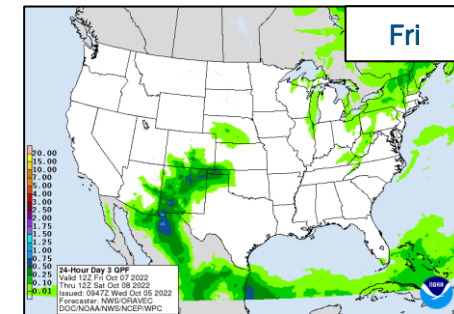 Fri
20.00
15.00
10.00
7.00
5.00
4.00
3.00
2.50
2.00
1.75
1.50
1.25
1.00
0.75
0.50
0.25
0.10
0.01
24-Hour Day 3 QPF
Valid 12Z Fri Oct 07 2022
Thru 12Z Sat Oct 08 2022
Issued: 0947Z Wed Oct 05 2022
Forecaster: NWS/ORAVEC
DOC/NOAA/NWS/NCEP/WPC
NOAA